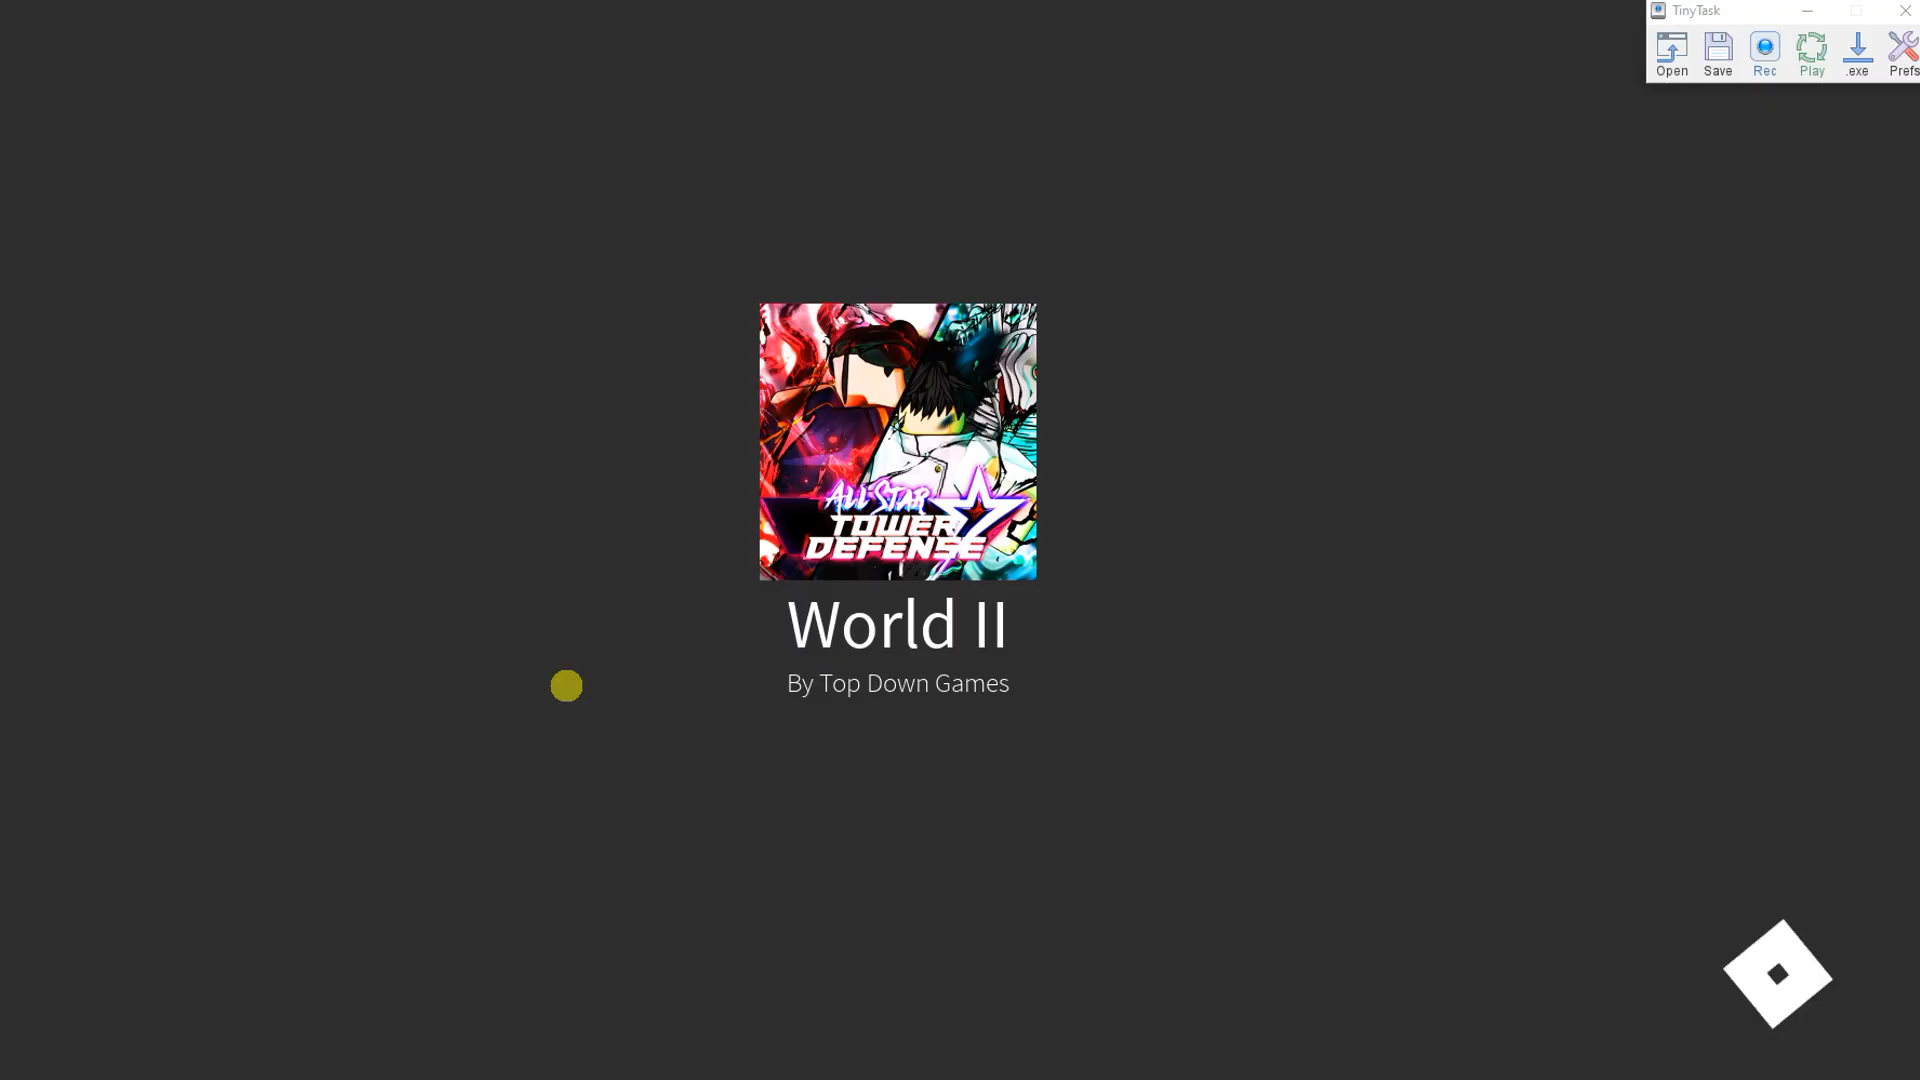 TinyTask
Open Save Rec Play .exe Prefs
ALL STAR
TOWER
DEFENSE
World II
By Top Down Games